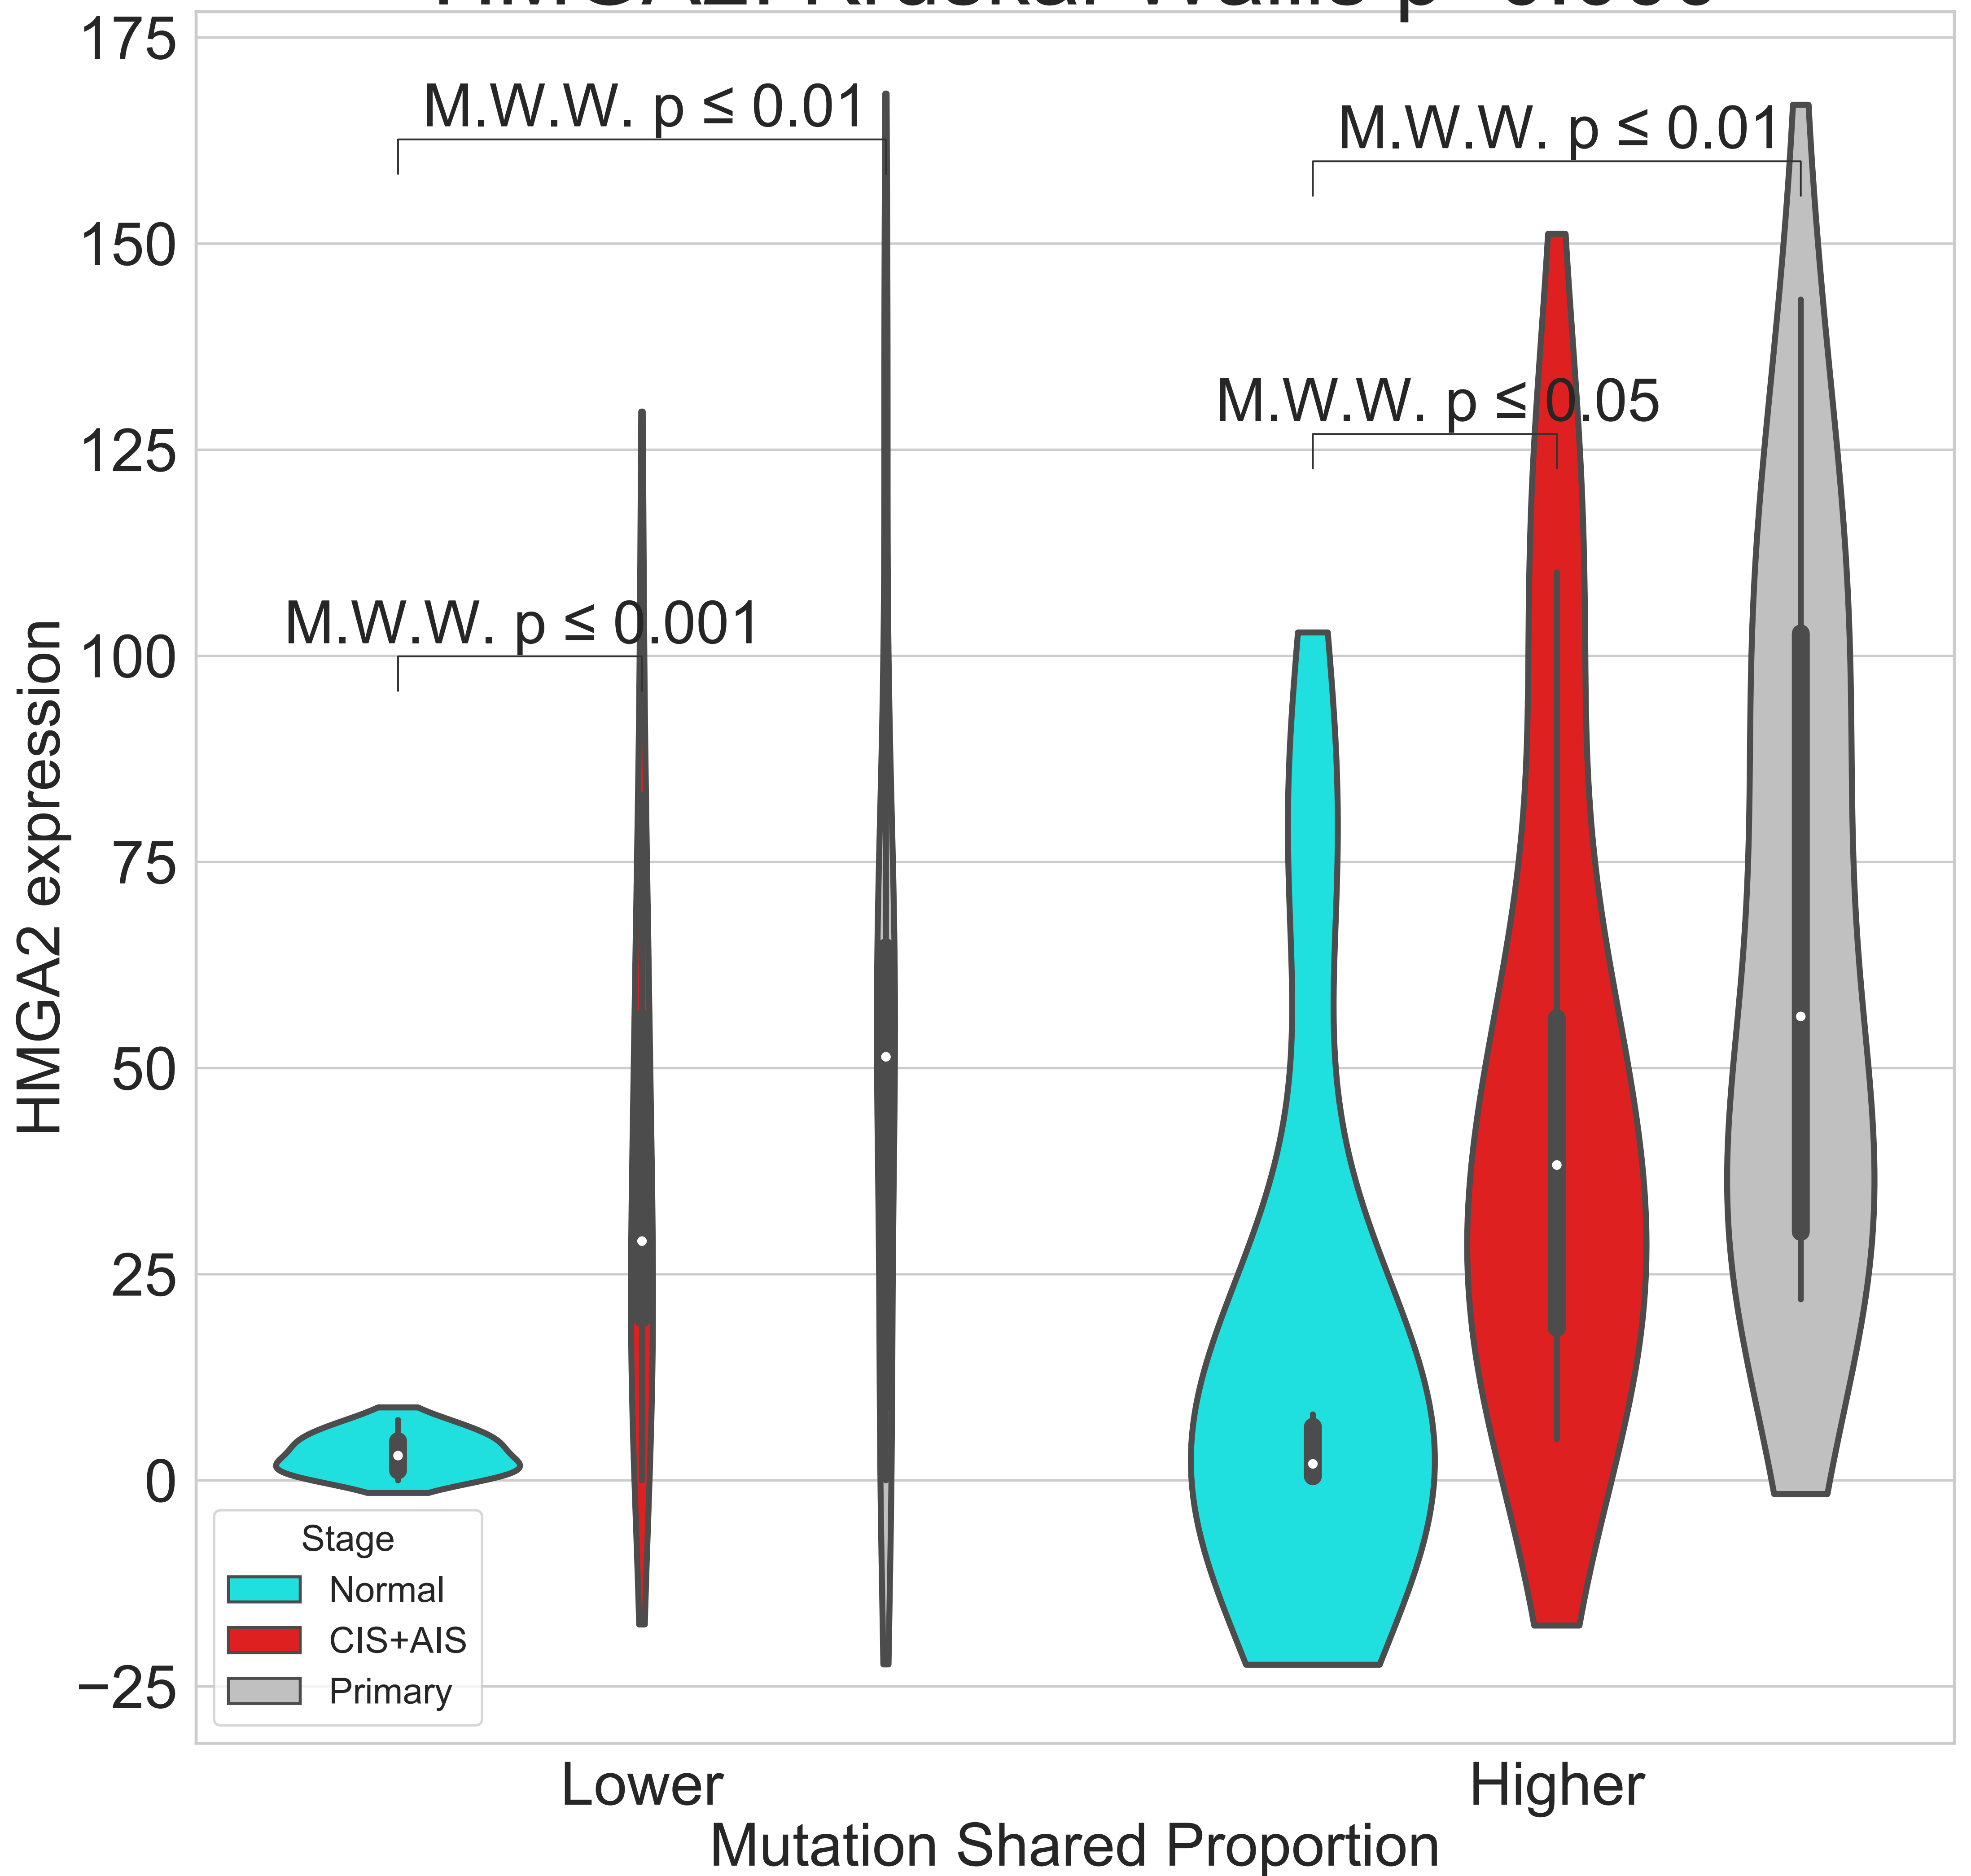 175
150
125
100
75
50
25
0
−25
HMGA2 expression
M.W.W. p ≤ 0.01
M.W.W. p ≤ 0.01
M.W.W. p ≤ 0.05
M.W.W. p ≤ 0.001
Stage
Normal
CIS+AIS
Primary
Lower
Higher
Mutation Shared Proportion